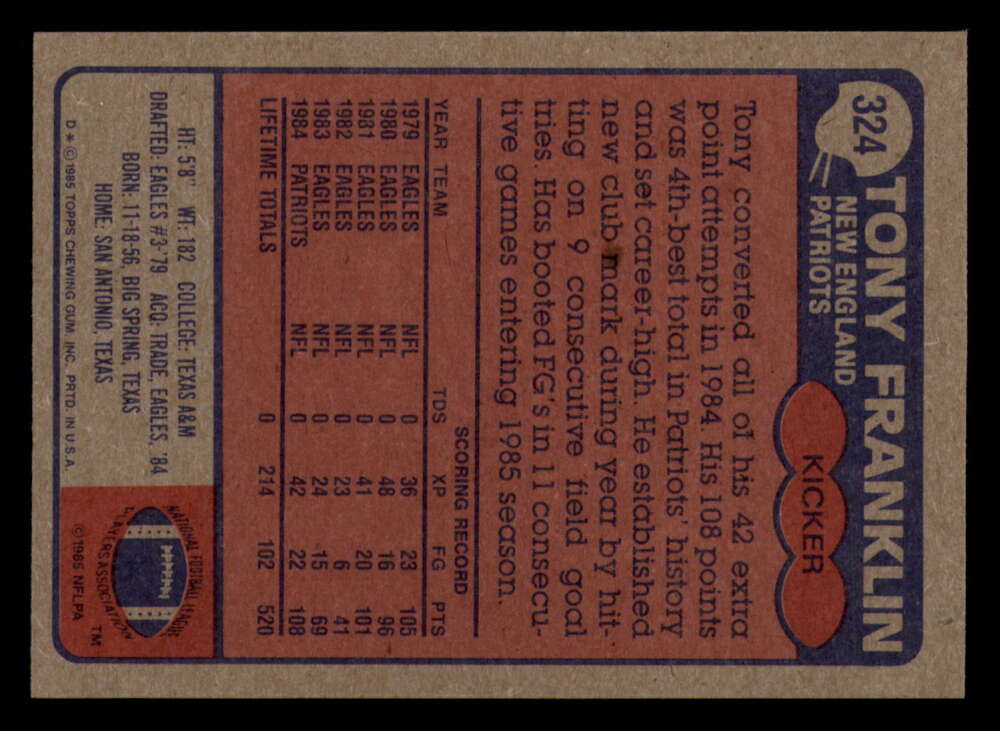 324
TONY FRANKLIN
NEW ENGLAND
PATRIOTS
KICKER
Tony converted all of his 42 extra
point attempts in 1984. His 108 points
was 4th-best total in Patriots' history
and set career-high. He established
new club mark during year by hit-
ting on 9 consecutive field goal
tries. Has booted FG's in 11 consecu-
tive games entering 1985 season.
SCORING RECORD
YEAR TEAM TDS XP FG PTS
1979 EAGLES NFL 0 36 23 105
1980 EAGLES NFL 0 48 16 96
1981 EAGLES NFL 0 41 20 101
1982 EAGLES NFL 0 23 6 41
1983 EAGLES NFL 0 24 15 69
1984 PATRIOTS NFL 0 42 22 108
LIFETIME TOTALS 0 214 102 520
HT: 5'8" WT: 182 COLLEGE: TEXAS A&M
DRAFTED: EAGLES #3-'79 ACQ: TRADE, EAGLES, '84
BORN: 11-18-56, BIG SPRING, TEXAS
HOME: SAN ANTONIO, TEXAS
D* © 1985 TOPPS CHEWING GUM, INC. PRTD. IN U.S.A.
NATIONAL FOOTBALL LEAGUE
PLAYERS ASSOCIATION
TM
© 1985 NFLPA